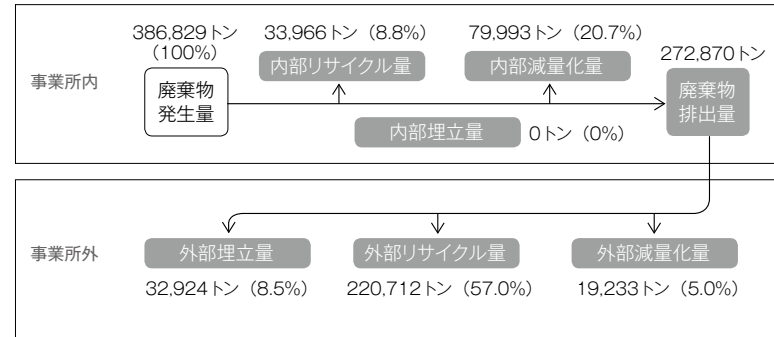 386,829トン
(100%)
33,966トン（8.8%）
79,993トン（20.7%）
272,870トン
内部リサイクル量
内部減量化量
事業所内
廃棄物
発生量
廃棄物
排出量
内部埋立量
0トン（0%）
事業所外
外部埋立量
外部リサイクル量
外部減量化量
32,924トン（8.5%）
220,712トン（57.0%）
19,233トン（5.0%）